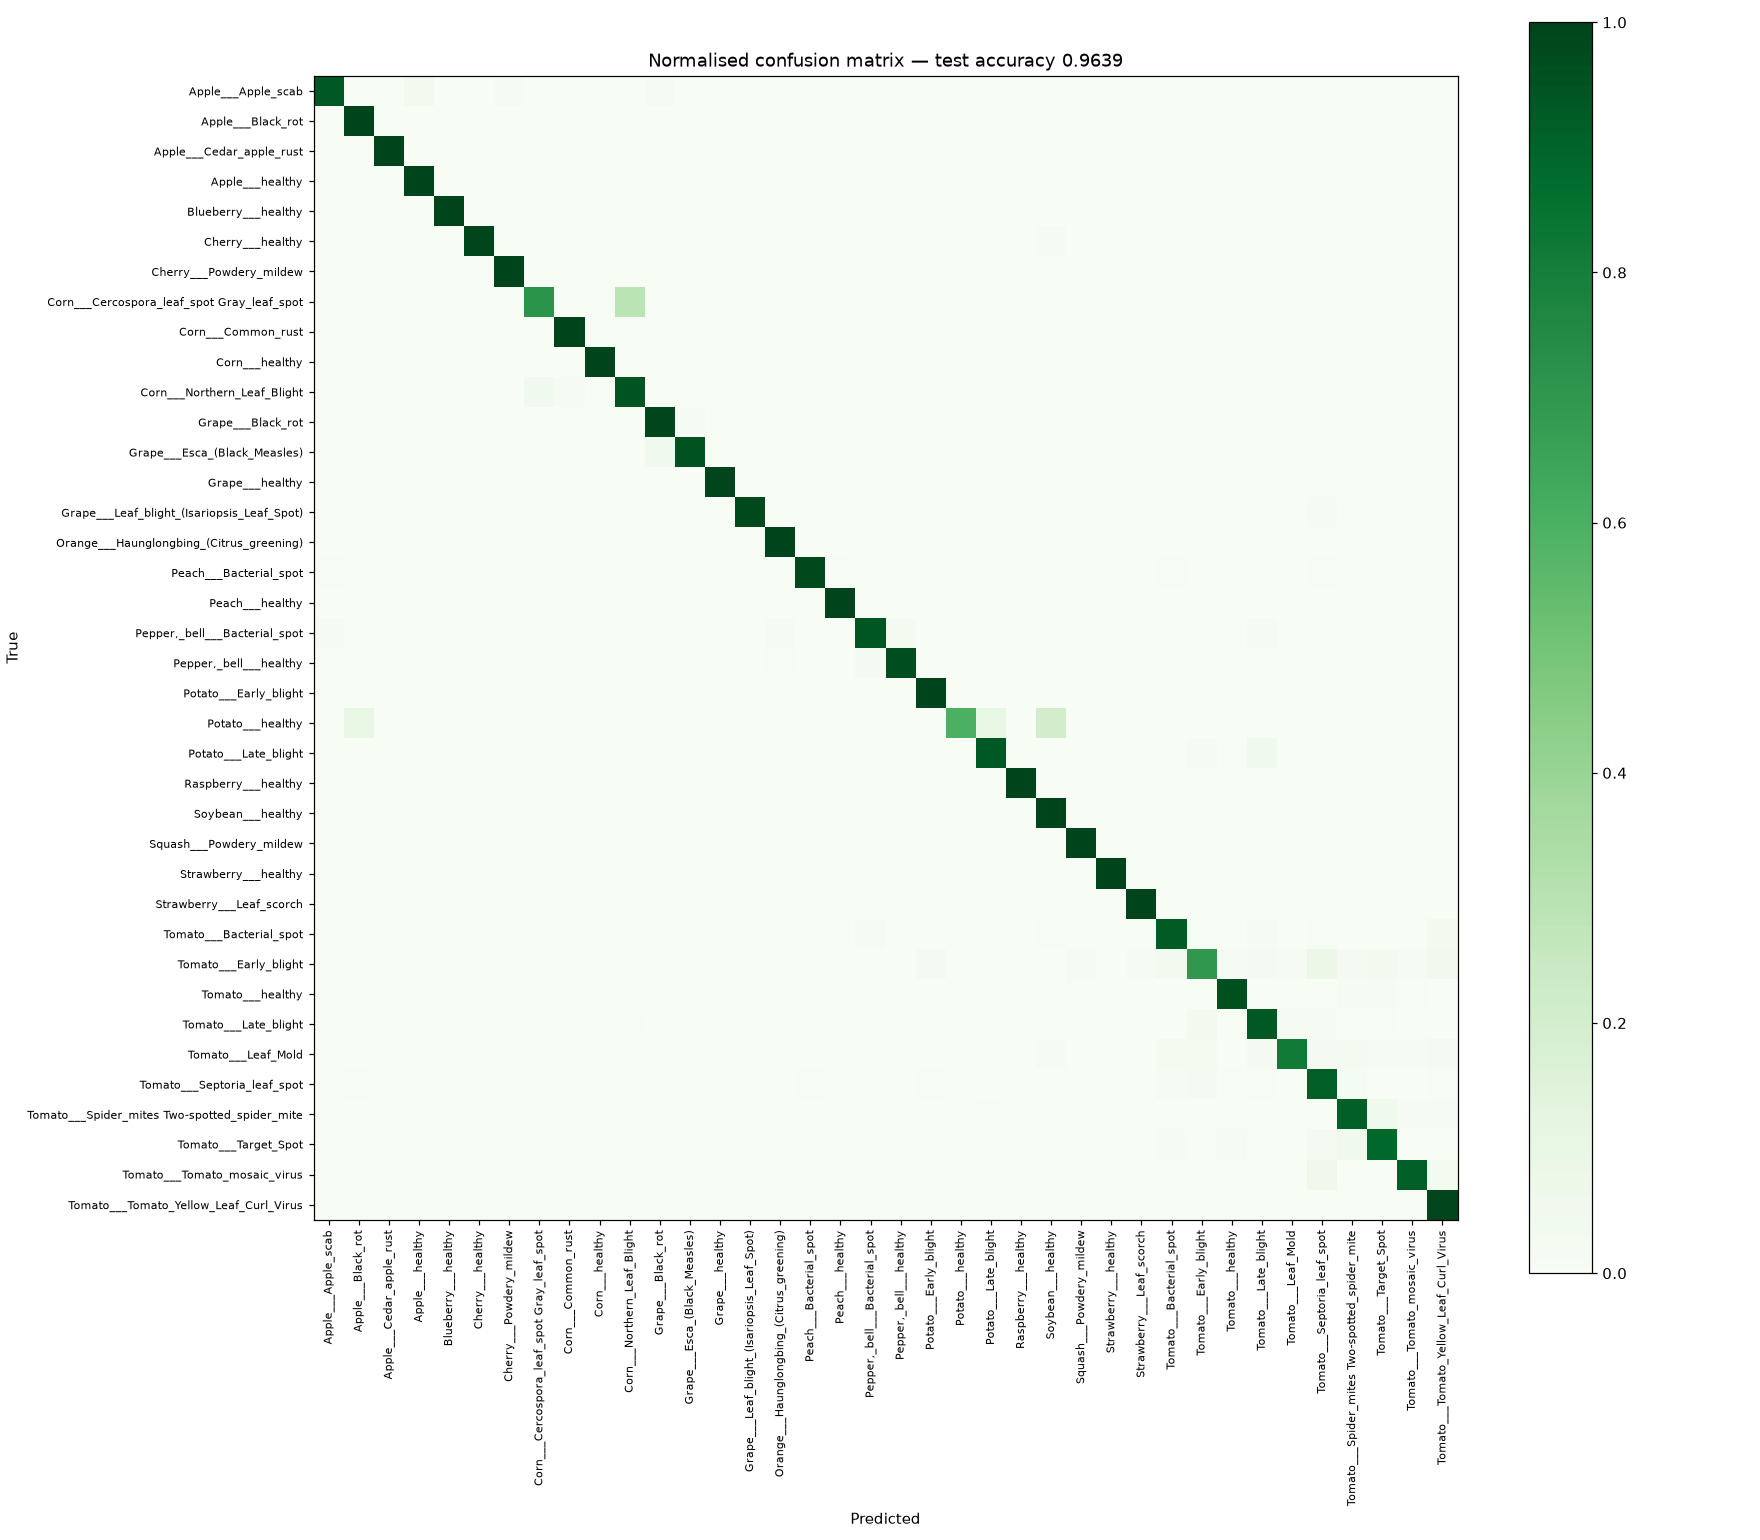 Normalised confusion matrix — test accuracy 0.9639
True
Apple___Apple_scab
Apple___Black_rot
Apple___Cedar_apple_rust
Apple___healthy
Blueberry___healthy
Cherry___healthy
Cherry___Powdery_mildew
Corn___Cercospora_leaf_spot Gray_leaf_spot
Corn___Common_rust
Corn___healthy
Corn___Northern_Leaf_Blight
Grape___Black_rot
Grape___Esca_(Black_Measles)
Grape___healthy
Grape___Leaf_blight_(Isariopsis_Leaf_Spot)
Orange___Haunglongbing_(Citrus_greening)
Peach___Bacterial_spot
Peach___healthy
Pepper,_bell___Bacterial_spot
Pepper,_bell___healthy
Potato___Early_blight
Potato___healthy
Potato___Late_blight
Raspberry___healthy
Soybean___healthy
Squash___Powdery_mildew
Strawberry___healthy
Strawberry___Leaf_scorch
Tomato___Bacterial_spot
Tomato___Early_blight
Tomato___healthy
Tomato___Late_blight
Tomato___Leaf_Mold
Tomato___Septoria_leaf_spot
Tomato___Spider_mites Two-spotted_spider_mite
Tomato___Target_Spot
Tomato___Tomato_mosaic_virus
Tomato___Tomato_Yellow_Leaf_Curl_Virus
Apple___Apple_scab
Apple___Black_rot
Apple___Cedar_apple_rust
Apple___healthy
Blueberry___healthy
Cherry___healthy
Cherry___Powdery_mildew
Corn___Cercospora_leaf_spot Gray_leaf_spot
Corn___Common_rust
Corn___healthy
Corn___Northern_Leaf_Blight
Grape___Black_rot
Grape___Esca_(Black_Measles)
Grape___healthy
Grape___Leaf_blight_(Isariopsis_Leaf_Spot)
Orange___Haunglongbing_(Citrus_greening)
Peach___Bacterial_spot
Peach___healthy
Pepper,_bell___Bacterial_spot
Pepper,_bell___healthy
Potato___Early_blight
Potato___healthy
Potato___Late_blight
Raspberry___healthy
Soybean___healthy
Squash___Powdery_mildew
Strawberry___healthy
Strawberry___Leaf_scorch
Tomato___Bacterial_spot
Tomato___Early_blight
Tomato___healthy
Tomato___Late_blight
Tomato___Leaf_Mold
Tomato___Septoria_leaf_spot
Tomato___Spider_mites Two-spotted_spider_mite
Tomato___Target_Spot
Tomato___Tomato_mosaic_virus
Tomato___Tomato_Yellow_Leaf_Curl_Virus
Predicted
1.0
0.8
0.6
0.4
0.2
0.0